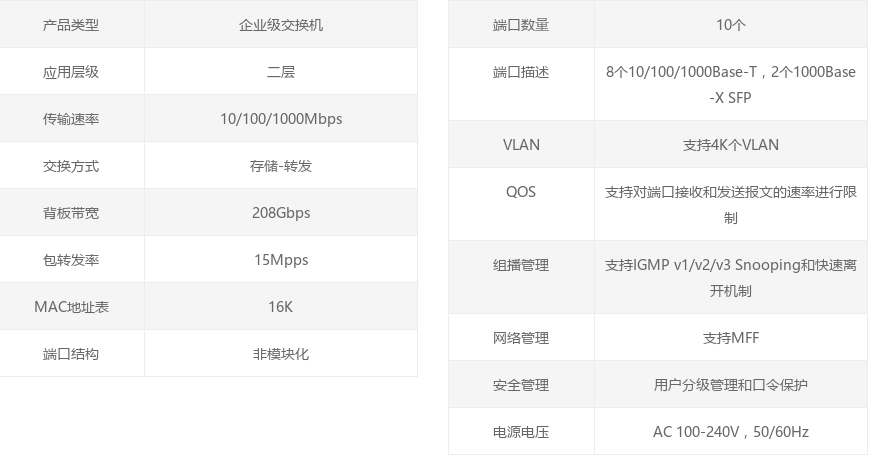 产品类型 企业级交换机
应用层级 二层
传输速率 10/100/1000Mbps
交换方式 存储-转发
背板带宽 208Gbps
包转发率 15Mpps
MAC地址表 16K
端口结构 非模块化
端口数量 10个
端口描述 8个10/100/1000Base-T，2个1000Base
-X SFP
VLAN 支持4K个VLAN
QOS 支持对端口接收和发送报文的速率进行限
制
组播管理 支持IGMP v1/v2/v3 Snooping和快速离
开机制
网络管理 支持MFF
安全管理 用户分级管理和口令保护
电源电压 AC 100-240V，50/60Hz